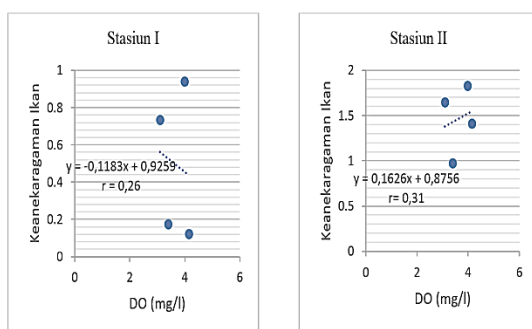 Stasiun I
Keanekaragaman Ikan
1
0.8
0.6
0.4
0.2
0
y = -0,1183x + 0,9259
r = 0,26
0
2
4
6
DO (mg/l)
Stasiun II
Keanekaragaman Ikan
2
1.5
1
0.5
0
y = 0,1626x + 0,8756
r= 0,31
0
2
4
6
DO (mg/l)